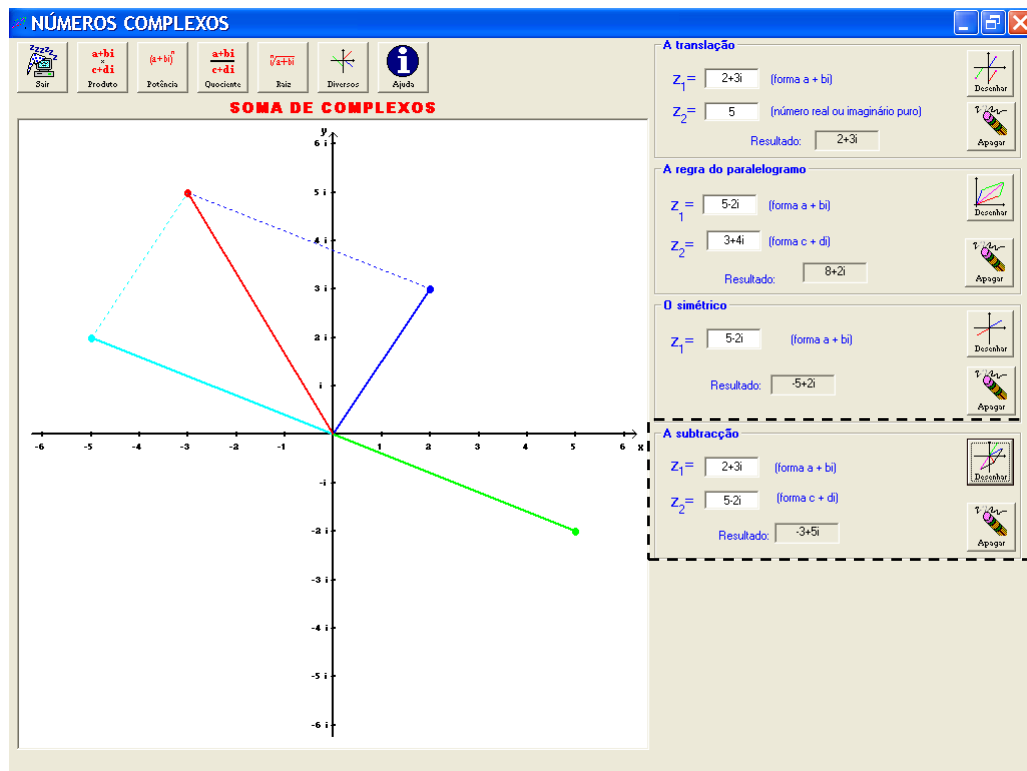 NÚMEROS COMPLEXOS
Sair
a+bi
×
c+di
Produto
(a+bi)ⁿ
Potência
a+bi
c+di
Quociente
ⁿ√a+bi
Raiz
Diversos
i
Ajuda
SOMA DE COMPLEXOS
y
6 i
5 i
4 i
3 i
2 i
i
-6 -5 -4 -3 -2 -1 1 2 3 4 5 6 x
-i
-2 i
-3 i
-4 i
-5 i
-6 i
A translação
z1= 2+3i (forma a + bi)
Desenhar
z2= 5 (número real ou imaginário puro)
Resultado: 2+3i
Apagar
A regra do paralelogramo
z1= 5-2i (forma a + bi)
Desenhar
z2= 3+4i (forma c + di)
Resultado: 8+2i
Apagar
O simétrico
z1= 5-2i (forma a + bi)
Desenhar
Resultado: -5+2i
Apagar
A subtracção
z1= 2+3i (forma a + bi)
Desenhar
z2= 5-2i (forma c + di)
Resultado: -3+5i
Apagar